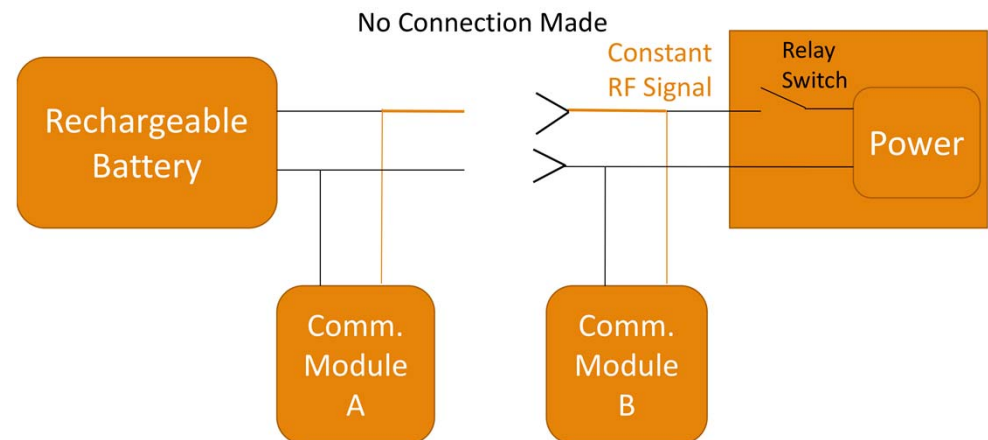 No Connection Made
Constant
RF Signal
Relay
Switch
Rechargeable
Battery
Power
Comm.
Module
A
Comm.
Module
B